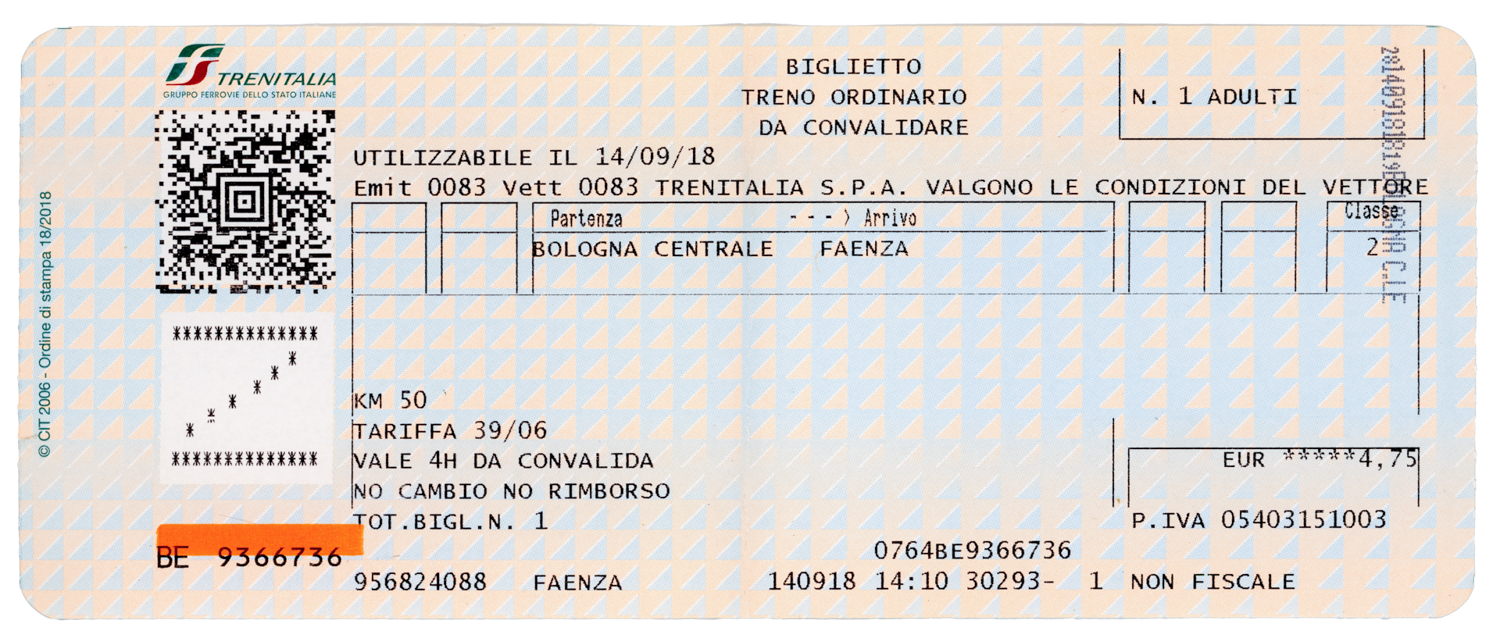 TRENITALIA
GRUPPO FERROVIE DELLO STATO ITALIANE
BIGLIETTO
TRENO ORDINARIO
DA CONVALIDARE
N. 1 ADULTI
UTILIZZABILE IL 14/09/18
Emit 0083 Vett 0083 TRENITALIA S.P.A. VALGONO LE CONDIZIONI DEL VETTORE
Partenza ---> Arrivo Classe
BOLOGNA CENTRALE FAENZA 2
© CIT 2006 - Ordine di stampa 18/2018
**************
*
*
*
*
*
*
**************
KM 50
TARIFFA 39/06
VALE 4H DA CONVALIDA
EUR *****4,75
NO CAMBIO NO RIMBORSO
TOT.BIGL.N. 1
P.IVA 05403151003
BE 9366736
0764BE9366736
956824088 FAENZA 140918 14:10 30293- 1 NON FISCALE